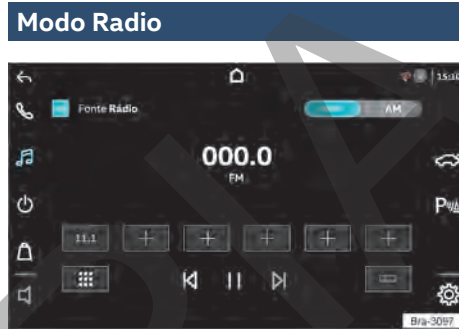 Modo Radio
15:10
Fonte Rádio
AM
000.0
FM
11.1
Bra-3097